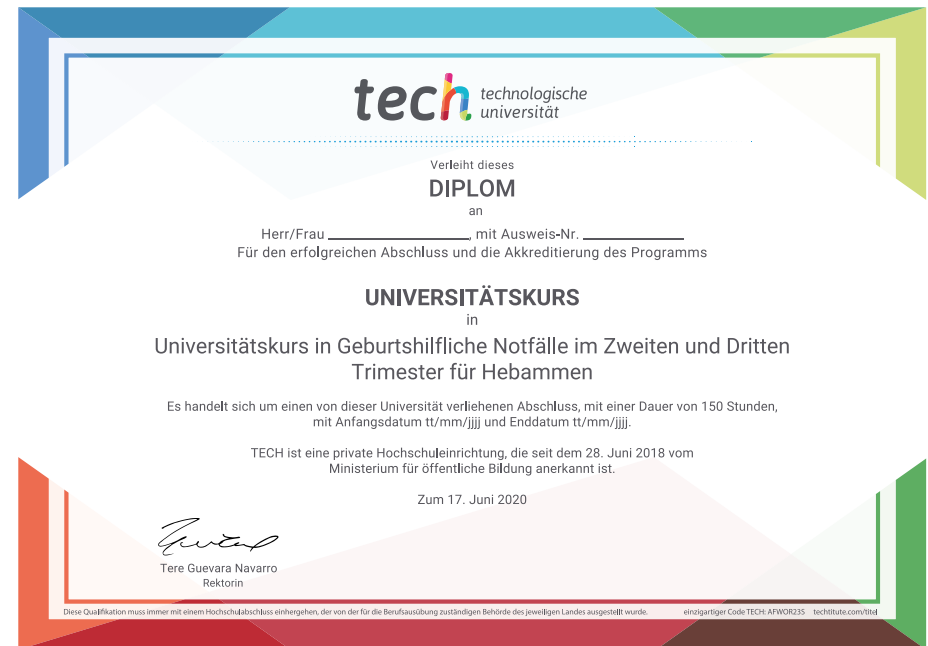 tech technologische
universität
Verleiht dieses
DIPLOM
an
Herr/Frau ____________, mit Ausweis-Nr. ____________
Für den erfolgreichen Abschluss und die Akkreditierung des Programms
UNIVERSITÄTSKURS
in
Universitätskurs in Geburtshilfliche Notfälle im Zweiten und Dritten
Trimester für Hebammen
Es handelt sich um einen von dieser Universität verliehenen Abschluss, mit einer Dauer von 150 Stunden,
mit Anfangsdatum tt/mm/jjjj und Enddatum tt/mm/jjjj.
TECH ist eine private Hochschuleinrichtung, die seit dem 28. Juni 2018 vom
Ministerium für öffentliche Bildung anerkannt ist.
Zum 17. Juni 2020
Tere Guevara Navarro
Rektorin
Diese Qualifikation muss immer mit einem Hochschulabschluss einhergehen, der von der für die Berufsausübung zuständigen Behörde des jeweiligen Landes ausgestellt wurde. einzigartiger Code TECH: AFWOR23S techtitute.com/titel